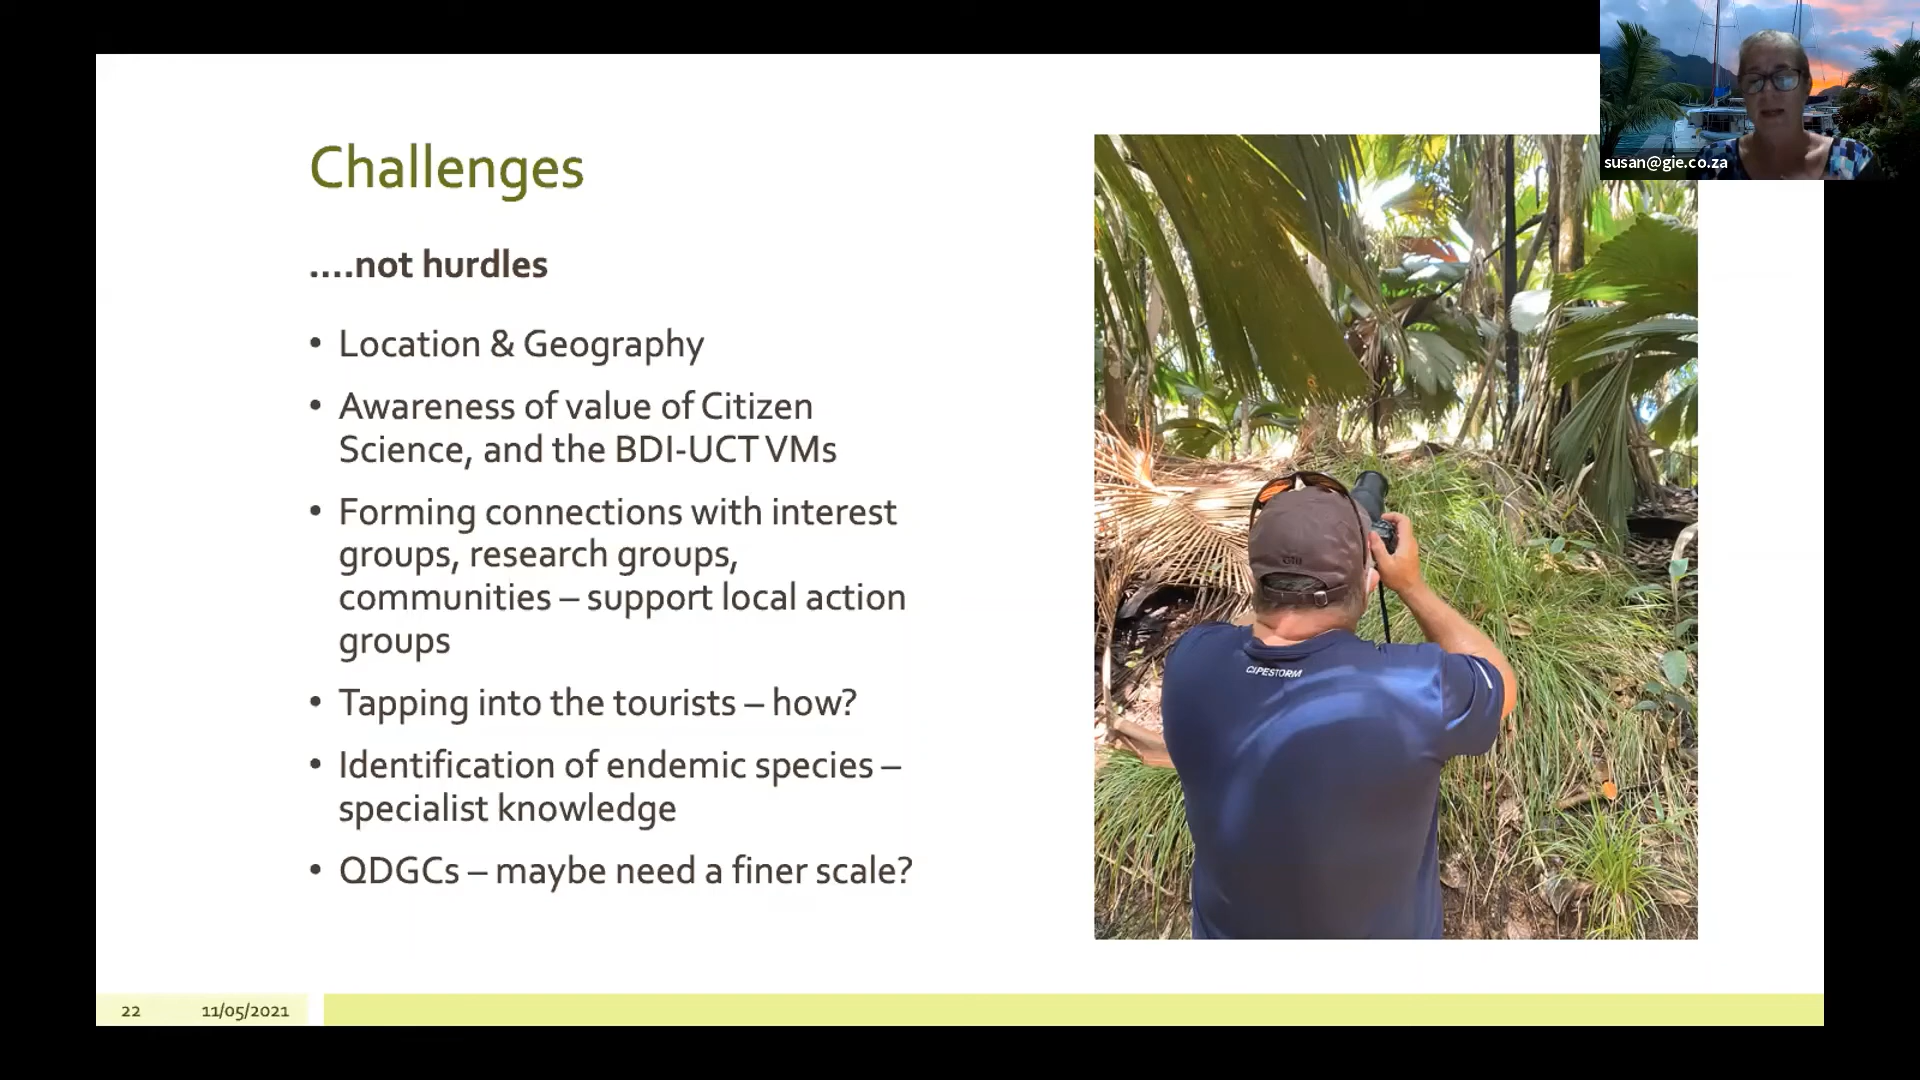 susan@gie.co.za
Challenges
....not hurdles
• Location & Geography
• Awareness of value of Citizen
Science, and the BDI-UCT VMs
• Forming connections with interest
groups, research groups,
communities – support local action
groups
• Tapping into the tourists – how?
• Identification of endemic species –
specialist knowledge
• QDGCs – maybe need a finer scale?
CAPESTORM
22
11/05/2021